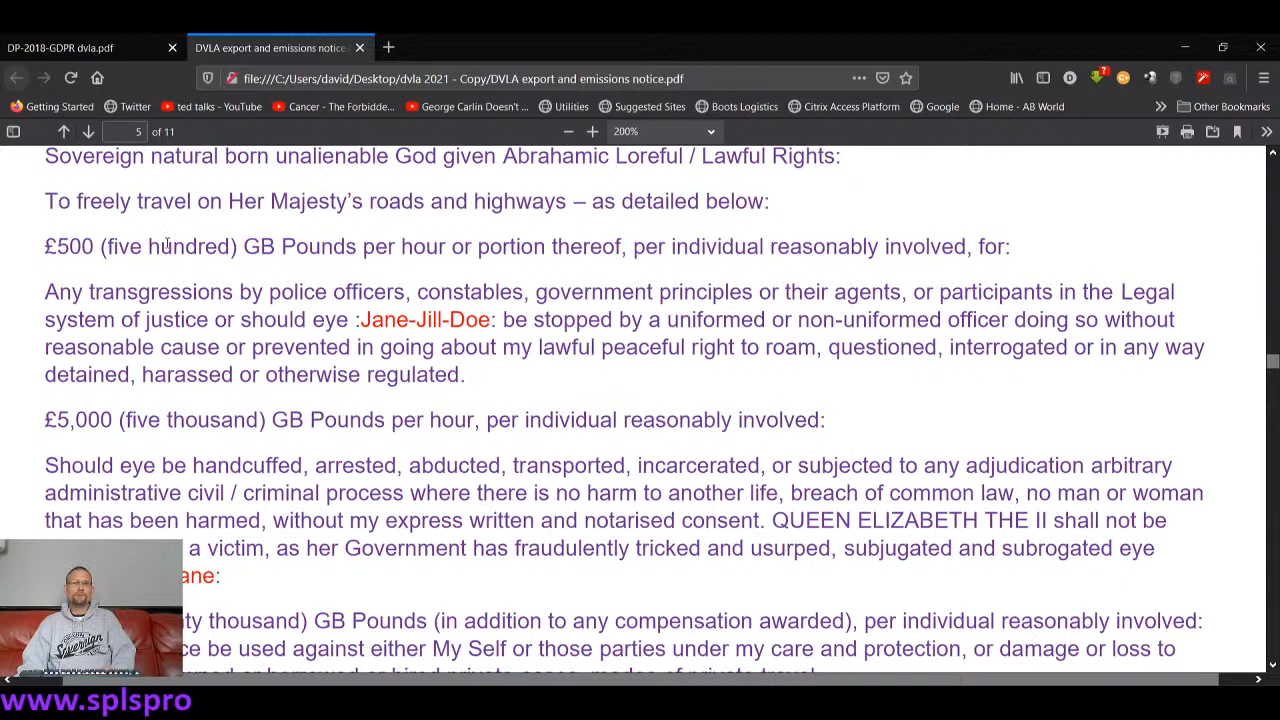 DP-2018-GDPR dvla.pdf
DVLA export and emissions notice.
file:///C:/Users/david/Desktop/dvla 2021 - Copy/DVLA export and emissions notice.pdf
Getting Started Twitter ted talks - YouTube Cancer - The Forbidde... George Carlin Doesn't ... Utilities Suggested Sites Boots Logistics Citrix Access Platform Google Home - AB World Other Bookmarks
5 of 11 200%
Sovereign natural born unalienable God given Abrahamic Loreful / Lawful Rights:
To freely travel on Her Majesty's roads and highways – as detailed below:
£500 (five hundred) GB Pounds per hour or portion thereof, per individual reasonably involved, for:
Any transgressions by police officers, constables, government principles or their agents, or participants in the Legal
system of justice or should eye :Jane-Jill-Doe: be stopped by a uniformed or non-uniformed officer doing so without
reasonable cause or prevented in going about my lawful peaceful right to roam, questioned, interrogated or in any way
detained, harassed or otherwise regulated.
£5,000 (five thousand) GB Pounds per hour, per individual reasonably involved:
Should eye be handcuffed, arrested, abducted, transported, incarcerated, or subjected to any adjudication arbitrary
administrative civil / criminal process where there is no harm to another life, breach of common law, no man or woman
that has been harmed, without my express written and notarised consent. QUEEN ELIZABETH THE II shall not be
a victim, as her Government has fraudulently tricked and usurped, subjugated and subrogated eye
ane:
ty thousand) GB Pounds (in addition to any compensation awarded), per individual reasonably involved:
ce be used against either My Self or those parties under my care and protection, or damage or loss to
Sovereign
www.splspro